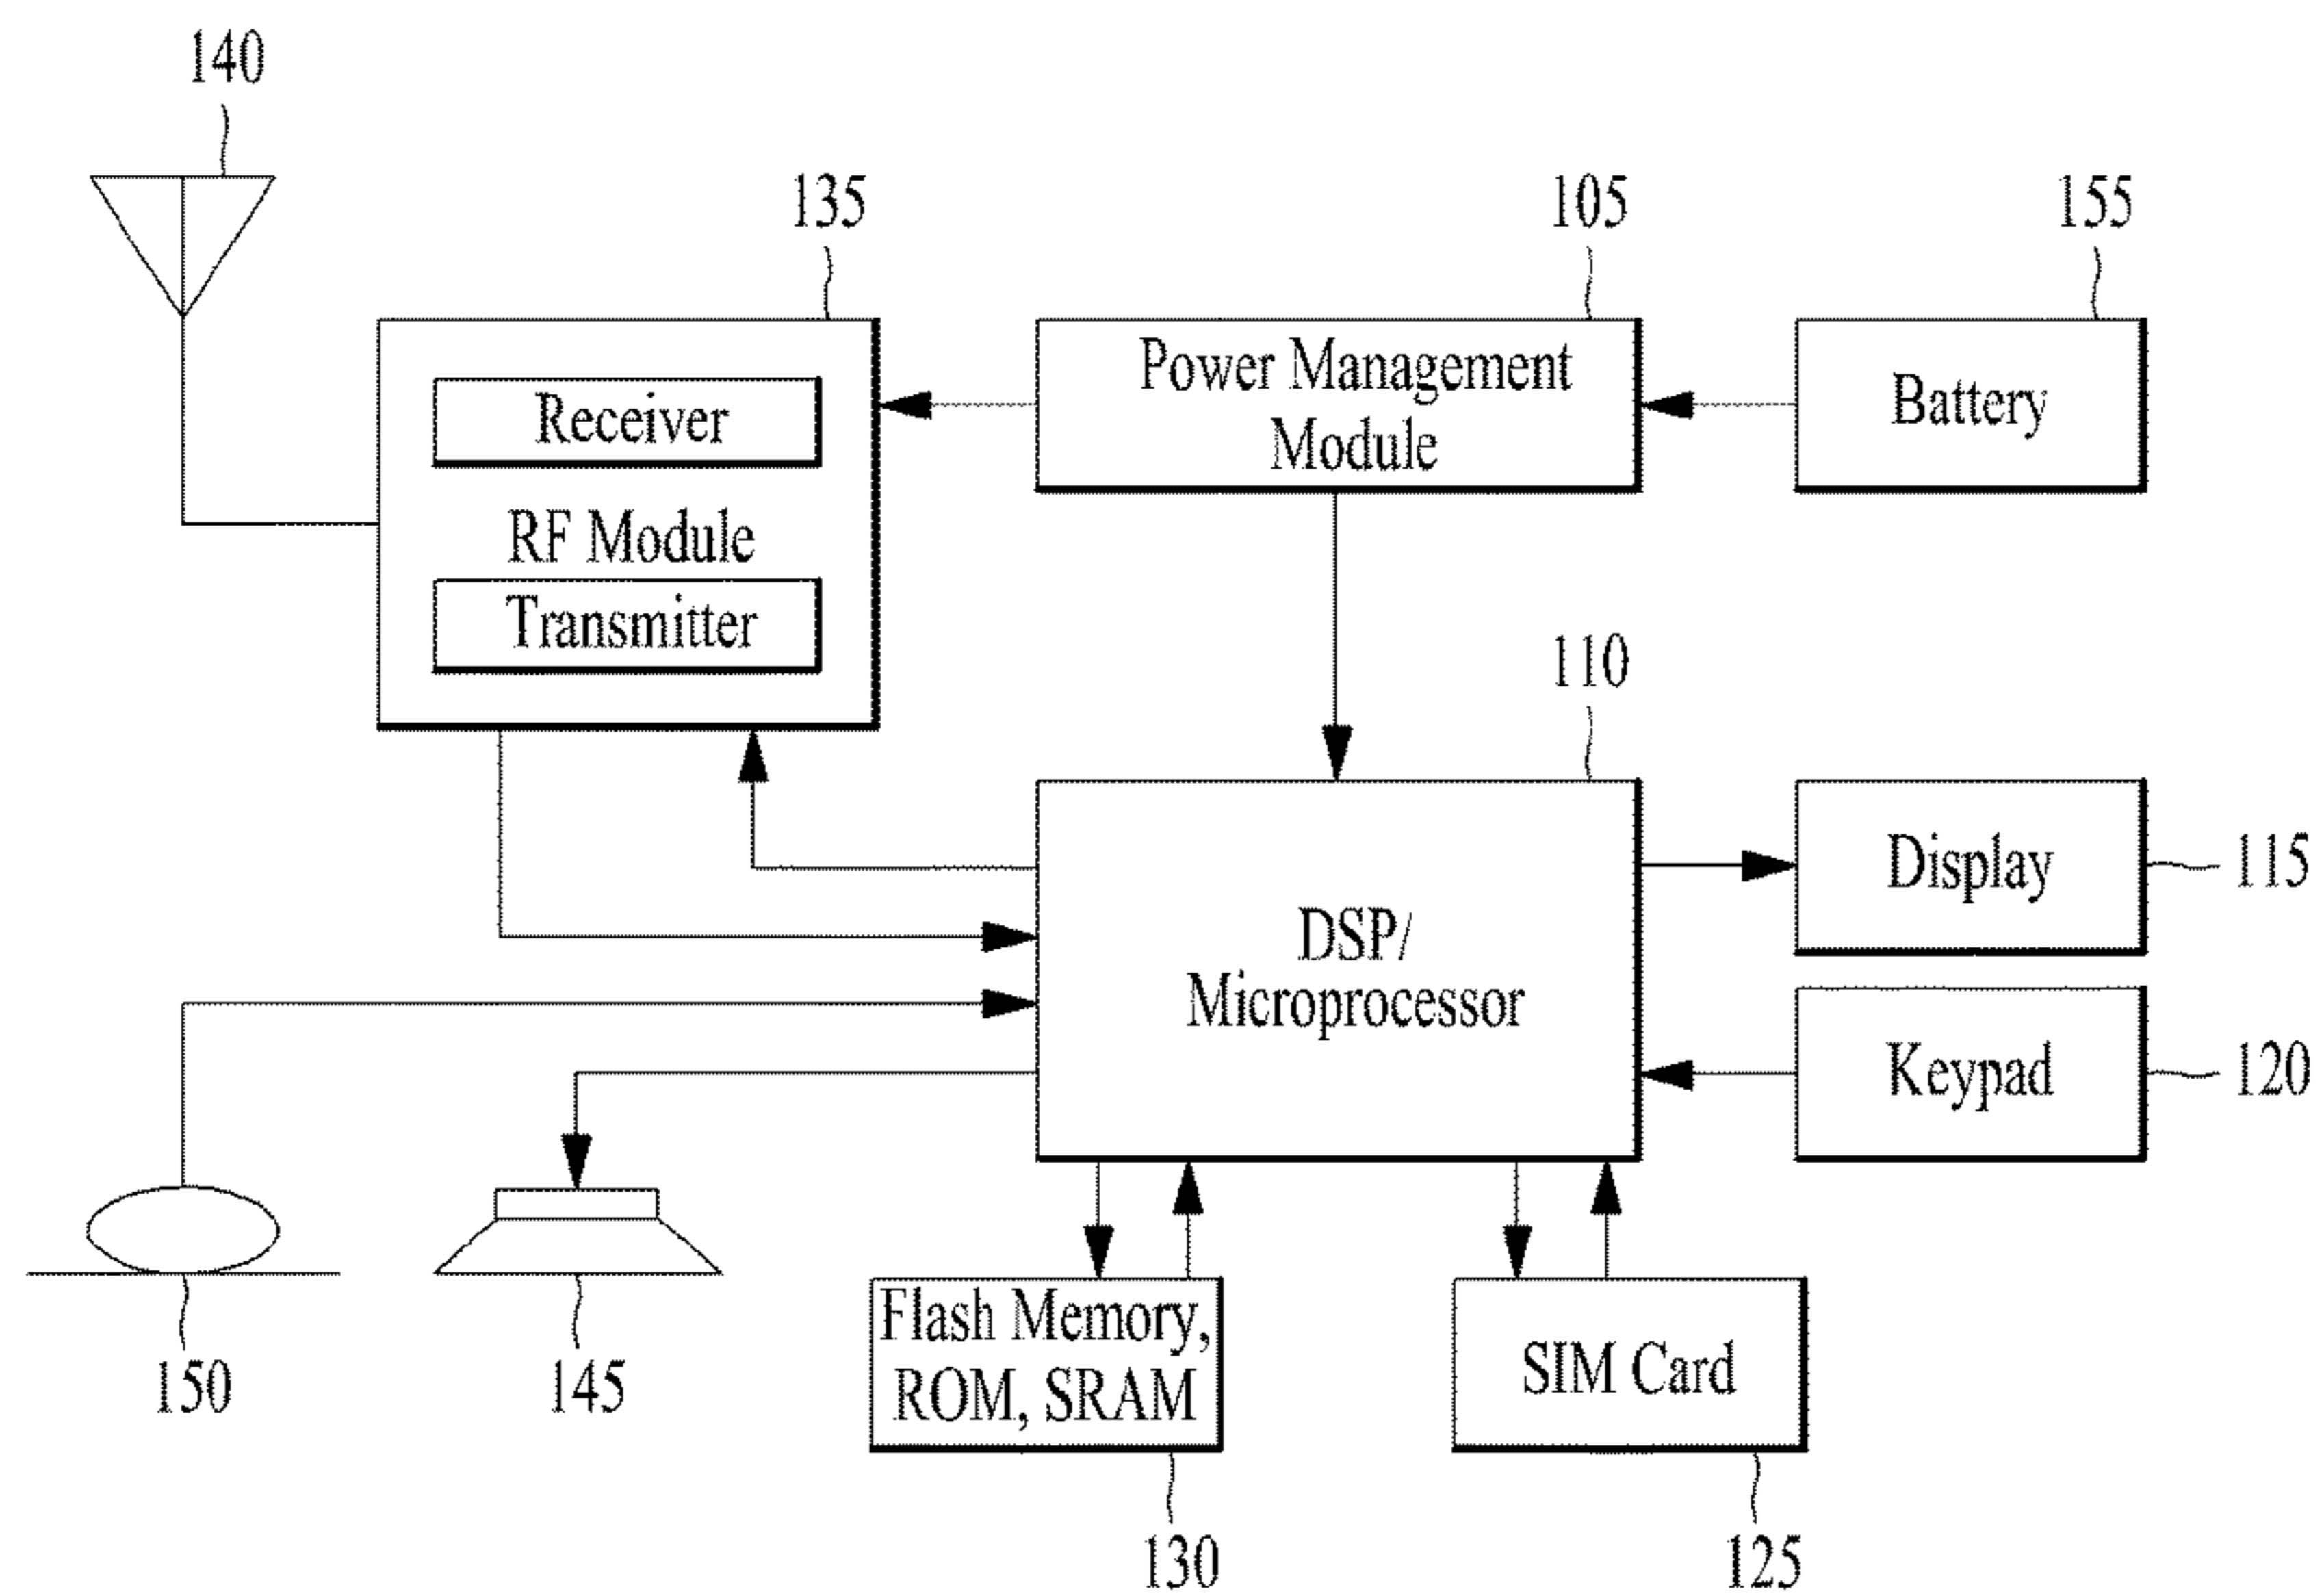 140
135
105
155
Receiver
RF Module
Transmitter
Power Management
Module
Battery
110
DSP/
Microprocessor
Display
115
Keypad
120
150
145
Flash Memory,
ROM, SRAM
130
SIM Card
125